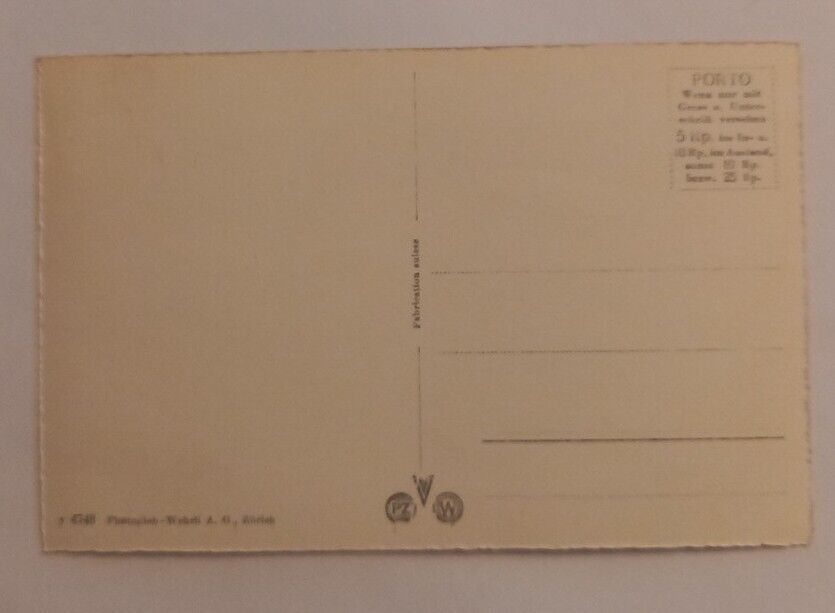 PORTO
Wenn nur mit
Gruss u. Unter-
schrift versehen
5 Rp. im In- u.
10 Rp. im Ausland,
sonst Rp.
bezw. 25 Rp.
Fabrication suisse
PZ W
Photoglob-Wehrli A. G., Zürich